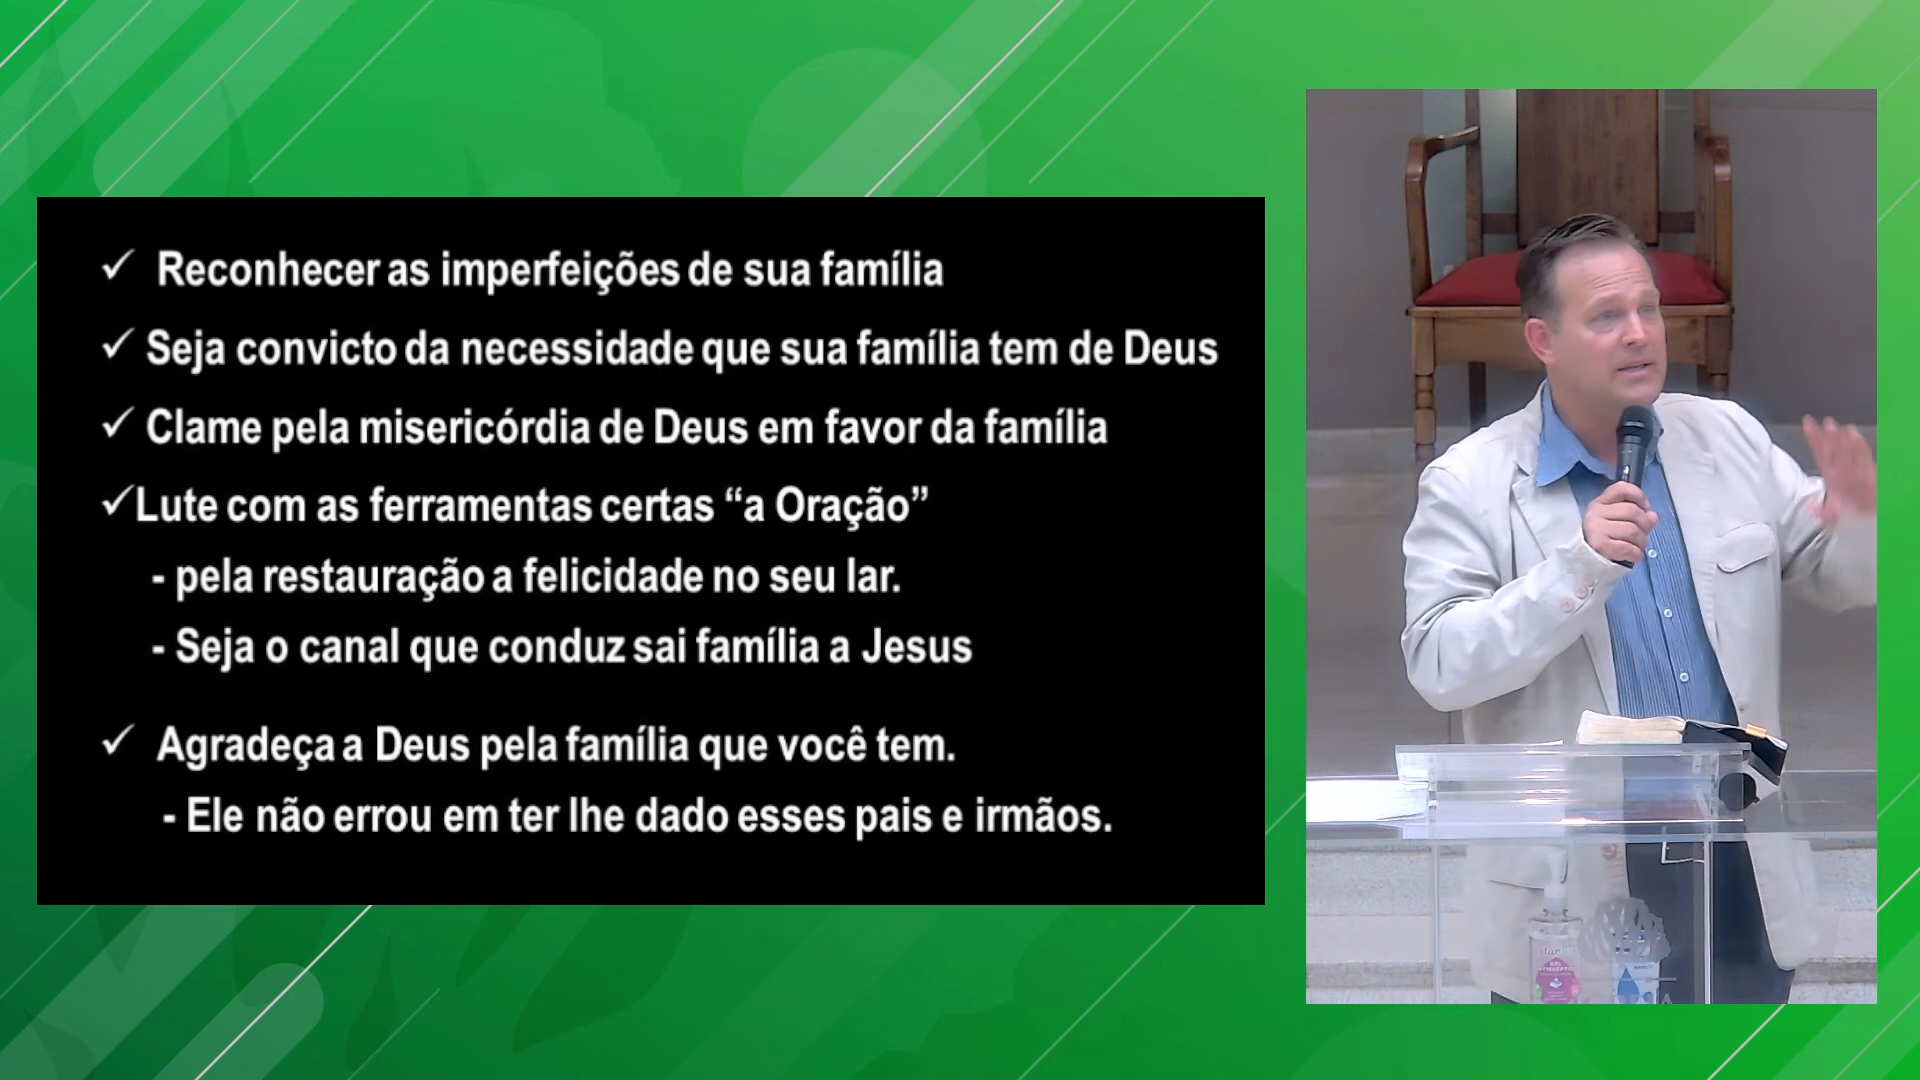 ✓ Reconhecer as imperfeições de sua família
✓ Seja convicto da necessidade que sua família tem de Deus
✓ Clame pela misericórdia de Deus em favor da família
✓Lute com as ferramentas certas “a Oração”
- pela restauração a felicidade no seu lar.
- Seja o canal que conduz sai família a Jesus
✓ Agradeça a Deus pela família que você tem.
- Ele não errou em ter lhe dado esses pais e irmãos.